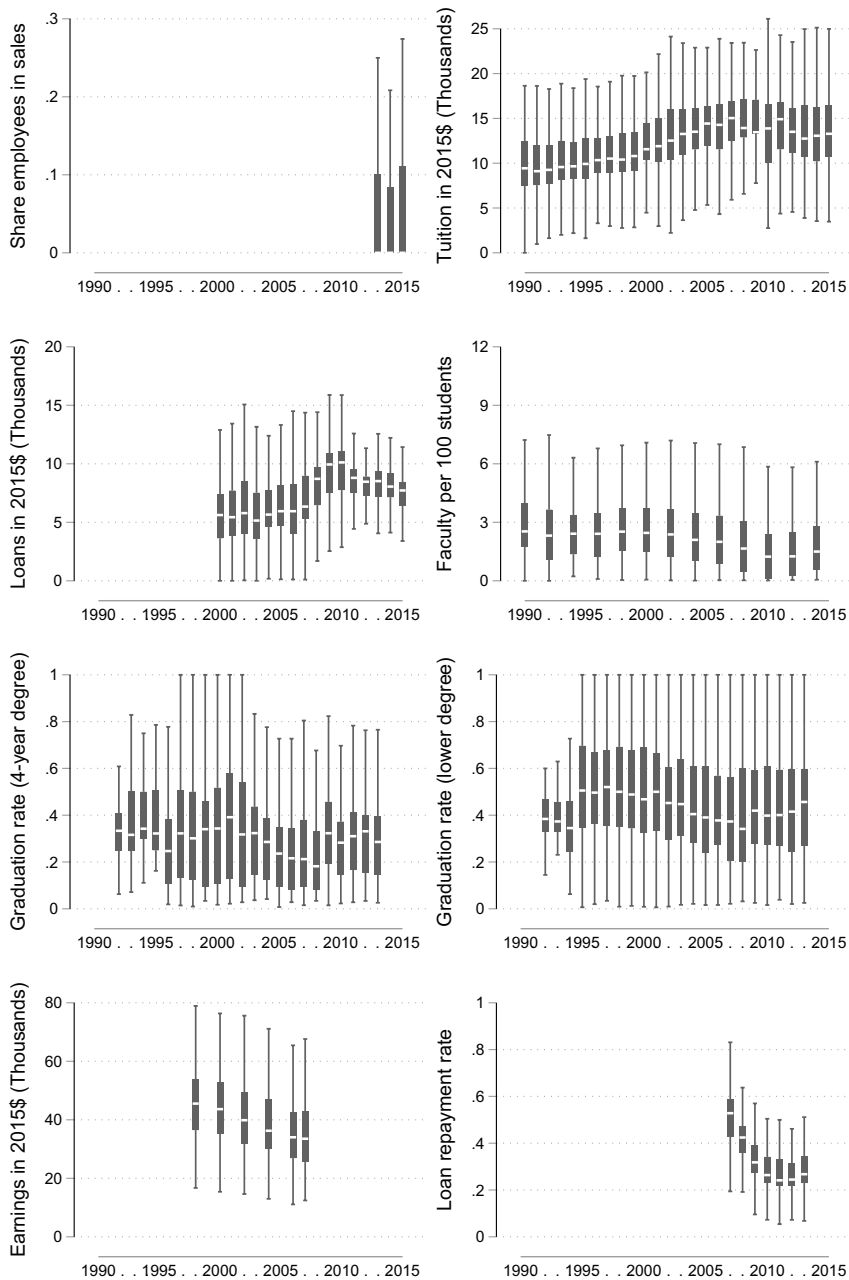 Share employees in sales
.3
.2
.1
0
1990 . . 1995 . . 2000 . . 2005 . . 2010 . . 2015
Tuition in 2015$ (Thousands)
25
20
15
10
5
0
1990 . . 1995 . . 2000 . . 2005 . . 2010 . . 2015
Loans in 2015$ (Thousands)
20
15
10
5
0
1990 . . 1995 . . 2000 . . 2005 . . 2010 . . 2015
Faculty per 100 students
12
9
6
3
0
1990 . . 1995 . . 2000 . . 2005 . . 2010 . . 2015
Graduation rate (4-year degree)
1
.8
.6
.4
.2
0
1990 . . 1995 . . 2000 . . 2005 . . 2010 . . 2015
Graduation rate (lower degree)
1
.8
.6
.4
.2
0
1990 . . 1995 . . 2000 . . 2005 . . 2010 . . 2015
Earnings in 2015$ (Thousands)
80
60
40
20
0
1990 . . 1995 . . 2000 . . 2005 . . 2010 . . 2015
Loan repayment rate
1
.8
.6
.4
.2
0
1990 . . 1995 . . 2000 . . 2005 . . 2010 . . 2015